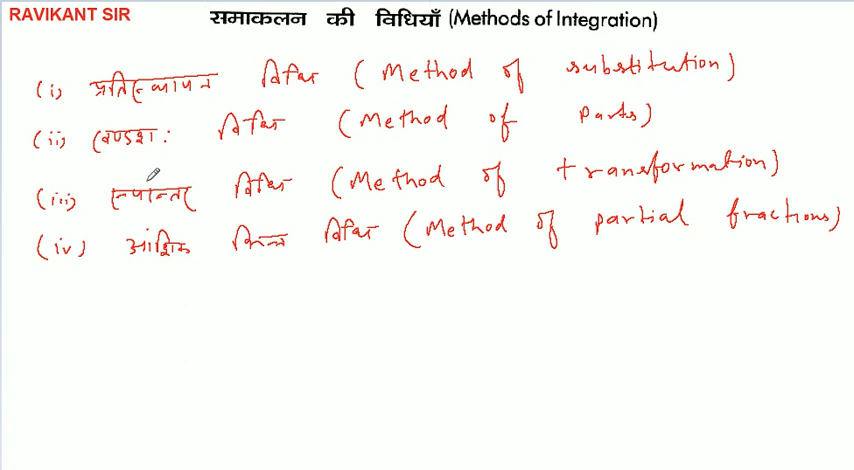 RAVIKANT SIR
समाकलन की विधियाँ (Methods of Integration)
(i) प्रतिस्थापन विधि (Method of substitution)
(ii) खण्डशः विधि (Method of parts)
(iii) रूपान्तर विधि (Method of transformation)
(iv) आंशिक भिन्न विधि (Method of partial fractions)